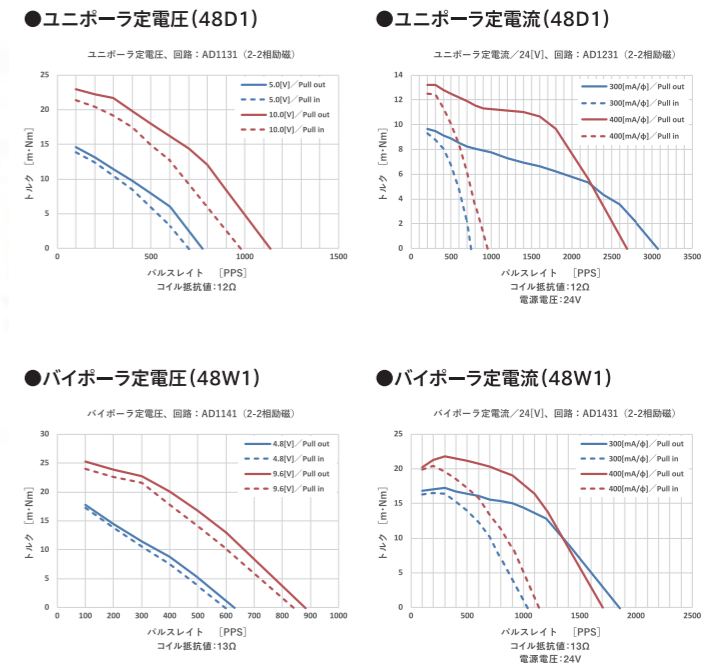 ●ユニポーラ定電圧(48D1)
ユニポーラ定電圧、回路：AD1131（2-2相励磁）
25
20
15
10
5
0
0
500
1000
1500
トルク ［m･Nm］
5.0[V]／Pull out
5.0[V]／Pull in
10.0[V]／Pull out
10.0[V]／Pull in
パルスレイト ［PPS］
コイル抵抗値：12Ω
●ユニポーラ定電流(48D1)
ユニポーラ定電流／24[V]、回路：AD1231（2-2相励磁）
14
12
10
8
6
4
2
0
0
500
1000
1500
2000
2500
3000
3500
トルク ［m･Nm］
300[mA/ϕ]／Pull out
300[mA/ϕ]／Pull in
400[mA/ϕ]／Pull out
400[mA/ϕ]／Pull in
パルスレイト ［PPS］
コイル抵抗値：12Ω
電源電圧：24V
●バイポーラ定電圧(48W1)
バイポーラ定電圧、回路：AD1141（2-2相励磁）
30
25
20
15
10
5
0
0
100
200
300
400
500
600
700
800
900
1000
トルク ［m･Nm］
4.8[V]／Pull out
4.8[V]／Pull in
9.6[V]／Pull out
9.6[V]／Pull in
パルスレイト ［PPS］
コイル抵抗値：13Ω
●バイポーラ定電流(48W1)
バイポーラ定電流／24[V]、回路：AD1431（2-2相励磁）
25
20
15
10
5
0
0
500
1000
1500
2000
2500
トルク ［m･Nm］
300[mA/ϕ]／Pull out
300[mA/ϕ]／Pull in
400[mA/ϕ]／Pull out
400[mA/ϕ]／Pull in
パルスレイト ［PPS］
コイル抵抗値：13Ω
電源電圧：24V